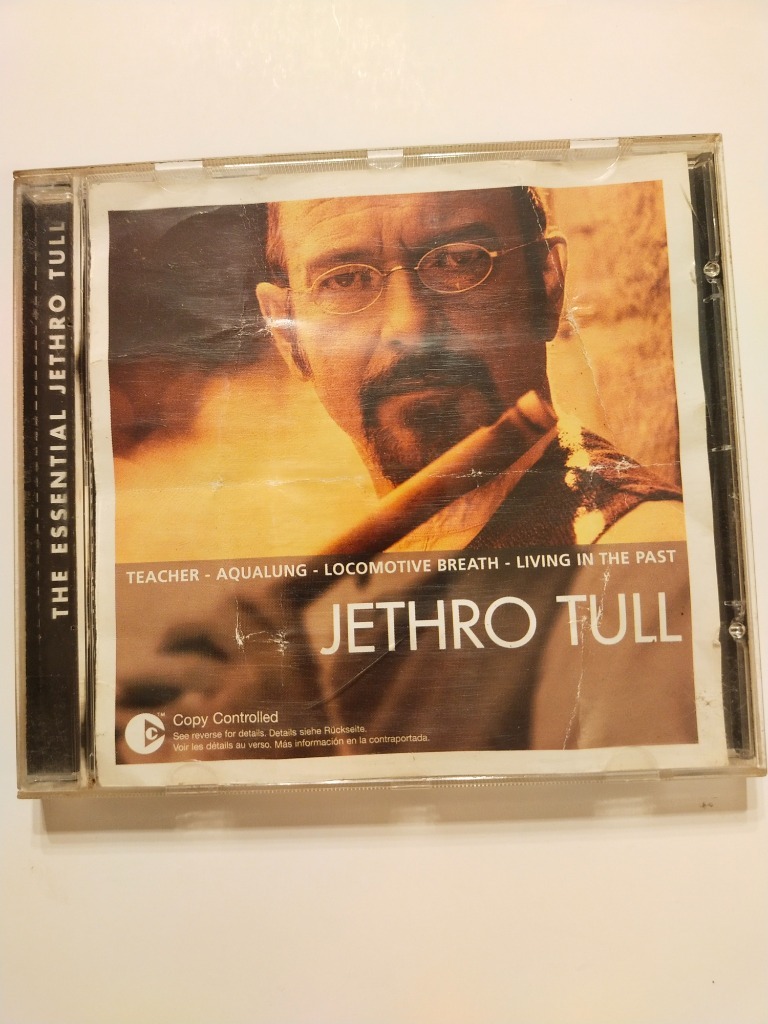 THE ESSENTIAL JETHRO TULL
TEACHER - AQUALUNG - LOCOMOTIVE BREATH - LIVING IN THE PAST
JETHRO TULL
™
C
Copy Controlled
See reverse for details. Details siehe Rückseite.
Voir les détails au verso. Más información en la contraportada.